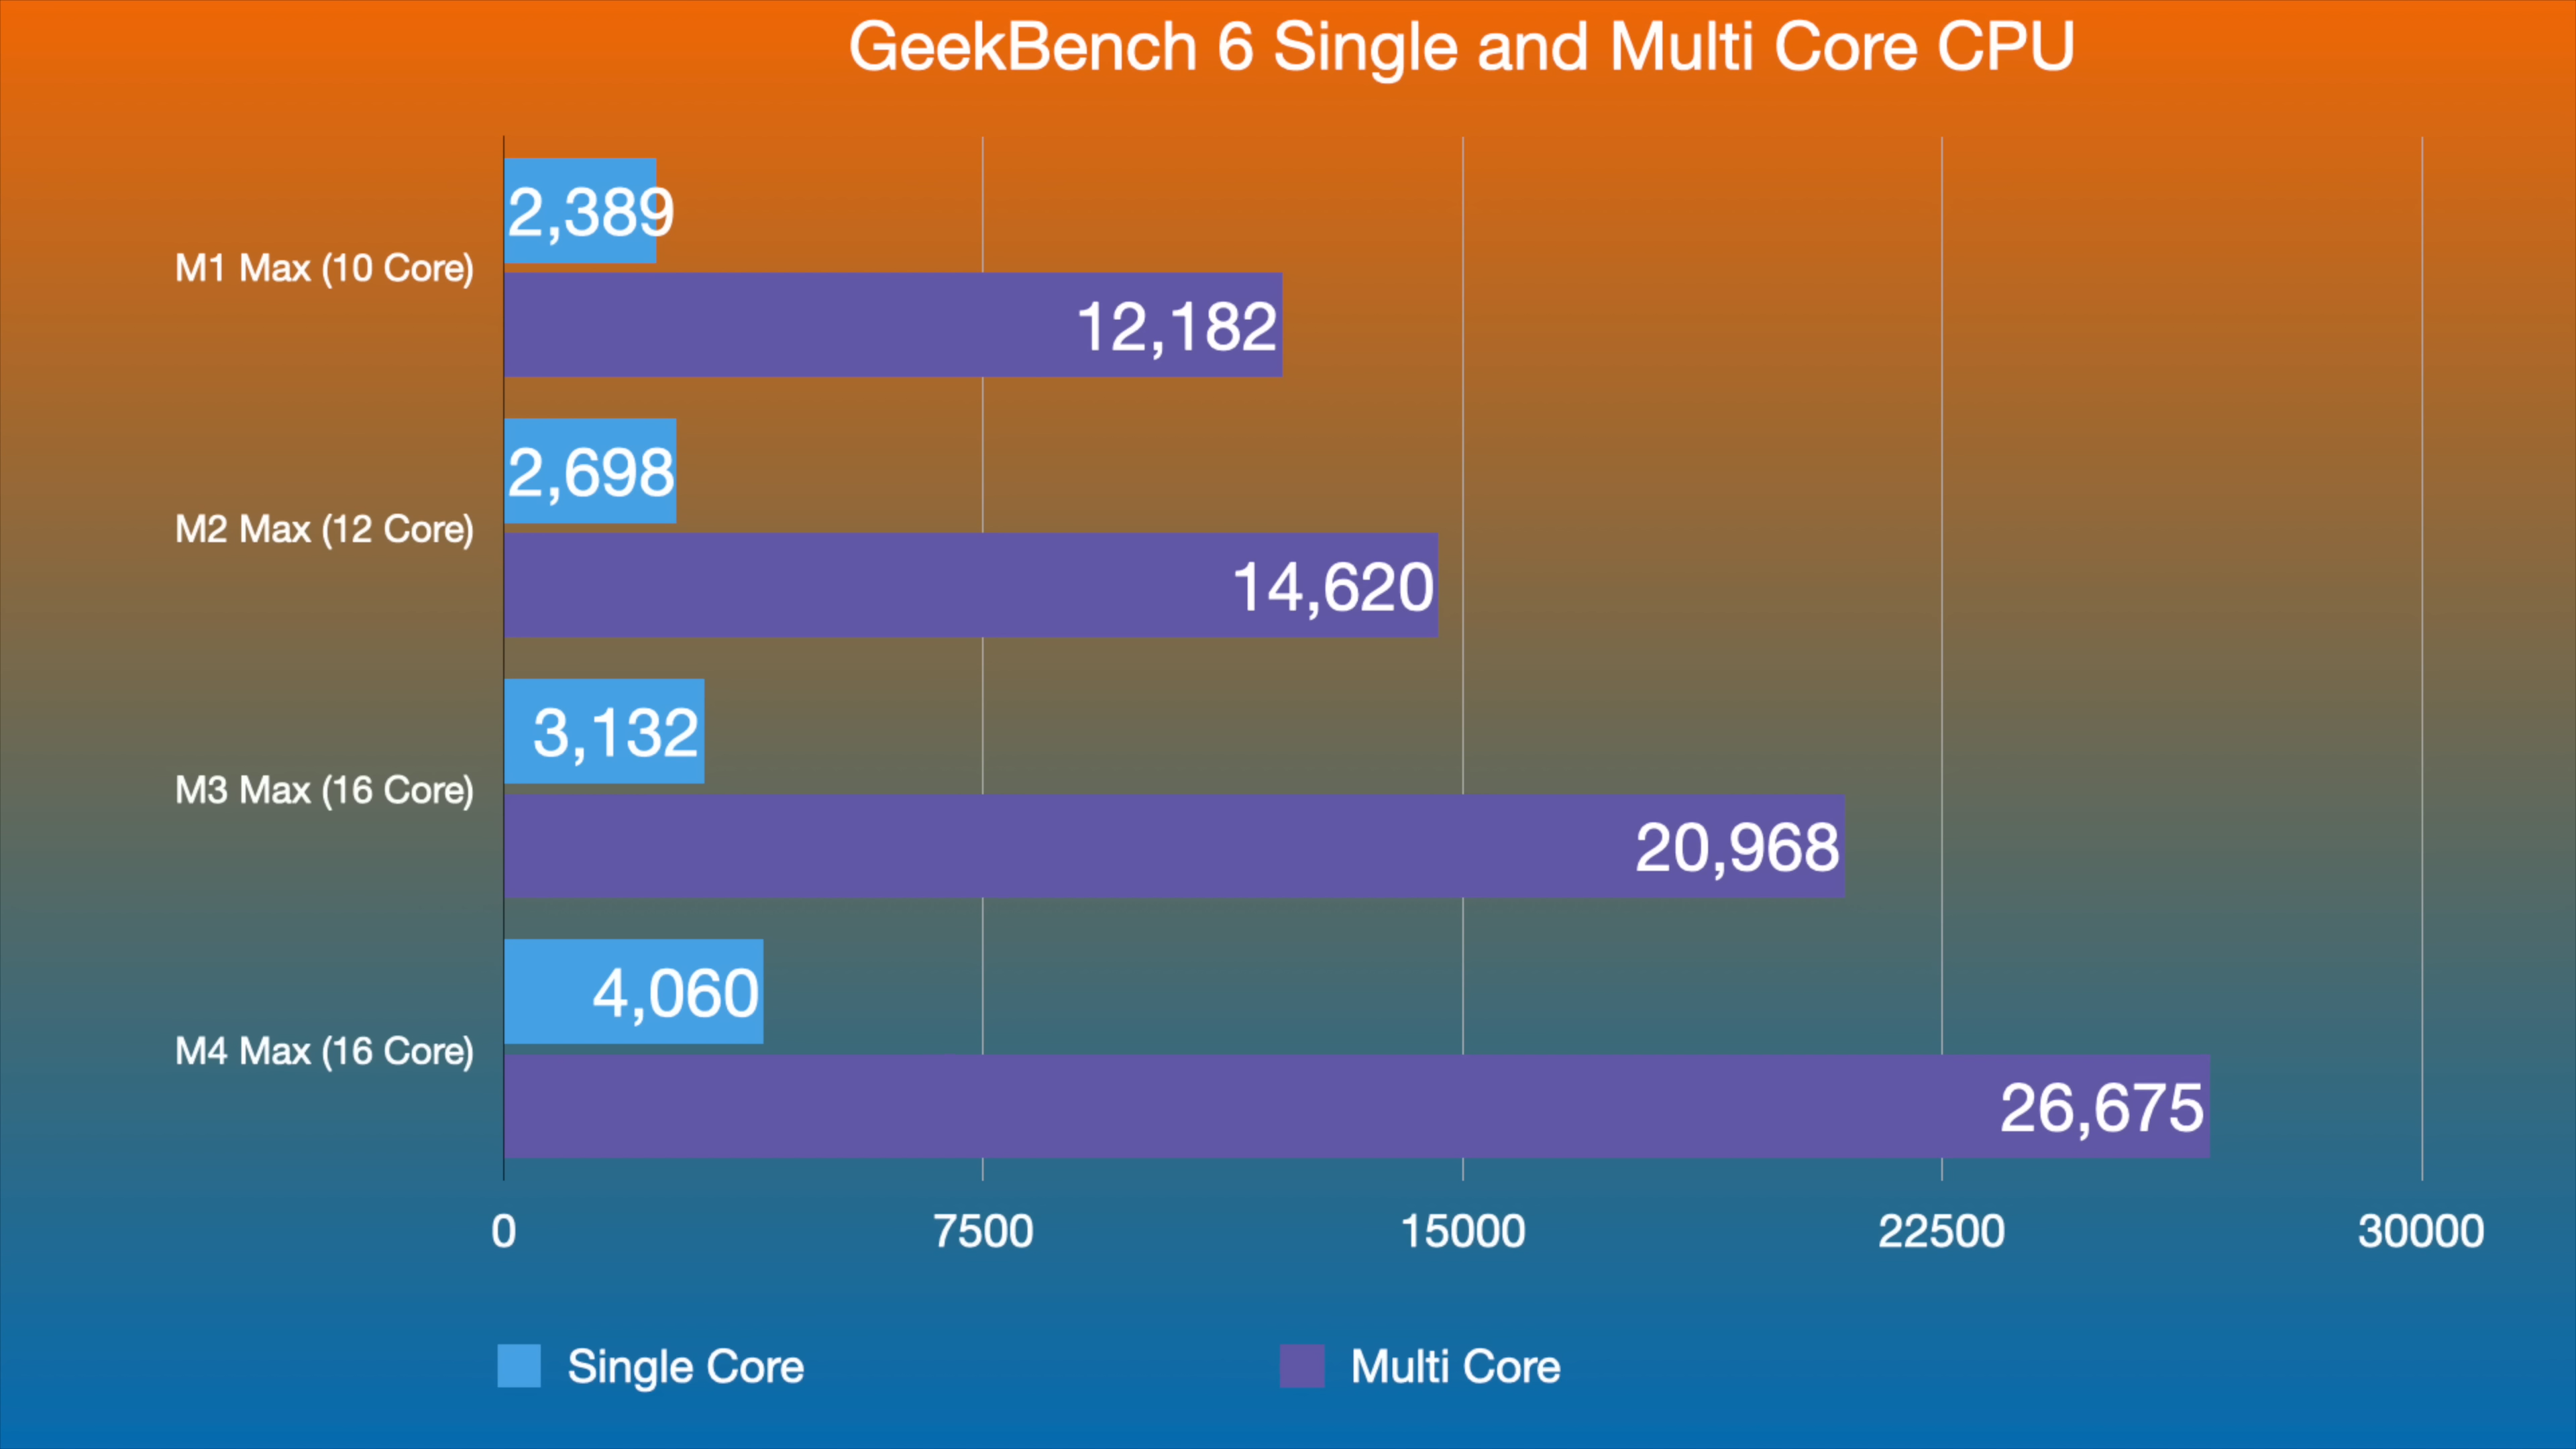 GeekBench 6 Single and Multi Core CPU
M1 Max (10 Core)
2,389
12,182
M2 Max (12 Core)
2,698
14,620
M3 Max (16 Core)
3,132
20,968
M4 Max (16 Core)
4,060
26,675
0 7500 15000 22500 30000
Single Core Multi Core